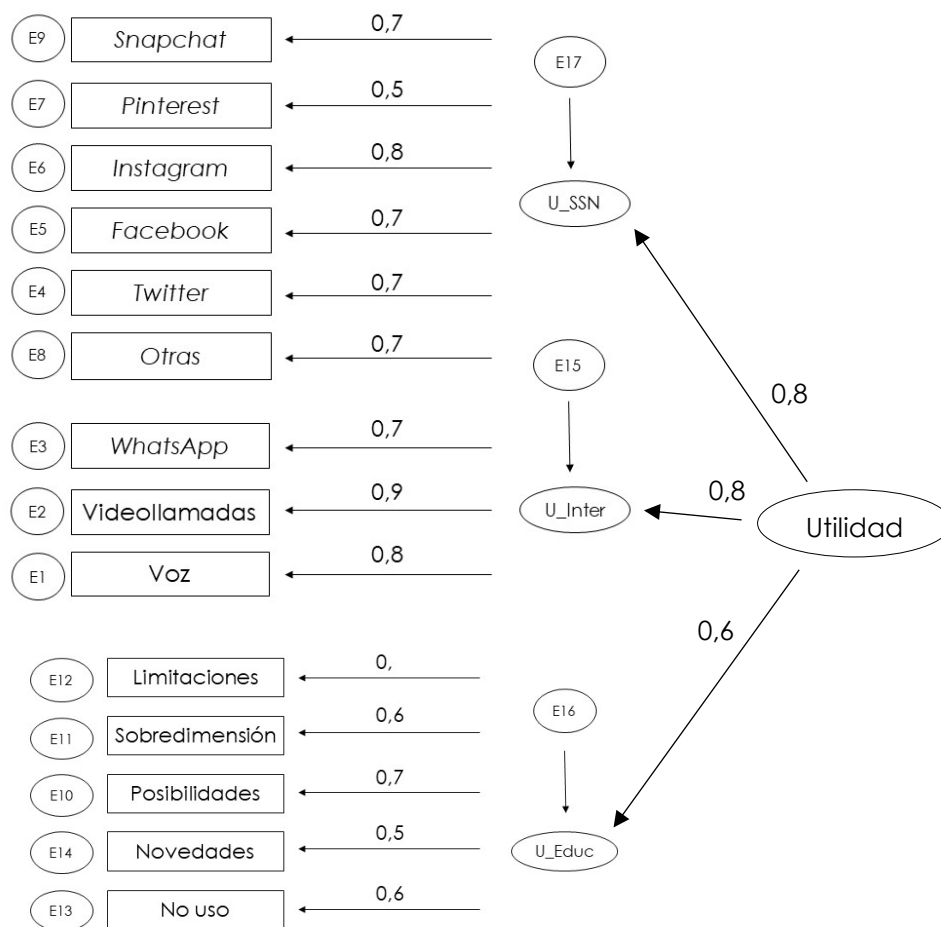 E9 Snapchat 0,7
E17
E7 Pinterest 0,5
E6 Instagram 0,8
U_SSN
E5 Facebook 0,7
E4 Twitter 0,7
E8 Otras 0,7
E15
0,8
E3 WhatsApp 0,7
E2 Videollamadas 0,9
U_Inter
0,8
Utilidad
E1 Voz 0,8
0,6
E12 Limitaciones 0,
E16
E11 Sobredimensión 0,6
E10 Posibilidades 0,7
E14 Novedades 0,5
U_Educ
E13 No uso 0,6